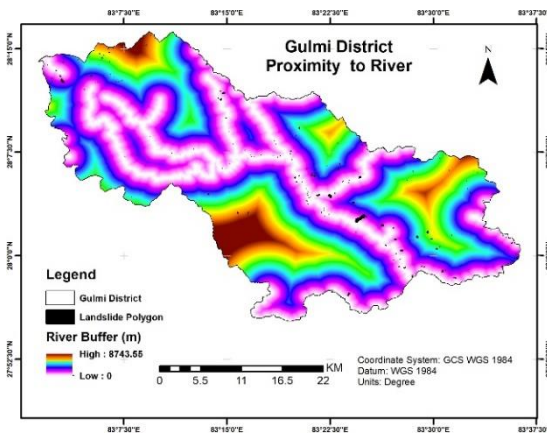 83°7'30"E 83°15'0"E 83°22'30"E 83°30'0"E 83°37'30"E
Gulmi District
Proximity to River
N
28°15'0"N
28°7'30"N
28°0'0"N
27°52'30"N
Legend
Gulmi District
Landslide Polygon
River Buffer (m)
High : 8743.55
Low : 0
KM
0 5.5 11 16.5 22
Coordinate System: GCS WGS 1984
Datum: WGS 1984
Units: Degree
83°7'30"E 83°15'0"E 83°22'30"E 83°30'0"E 83°37'30"E